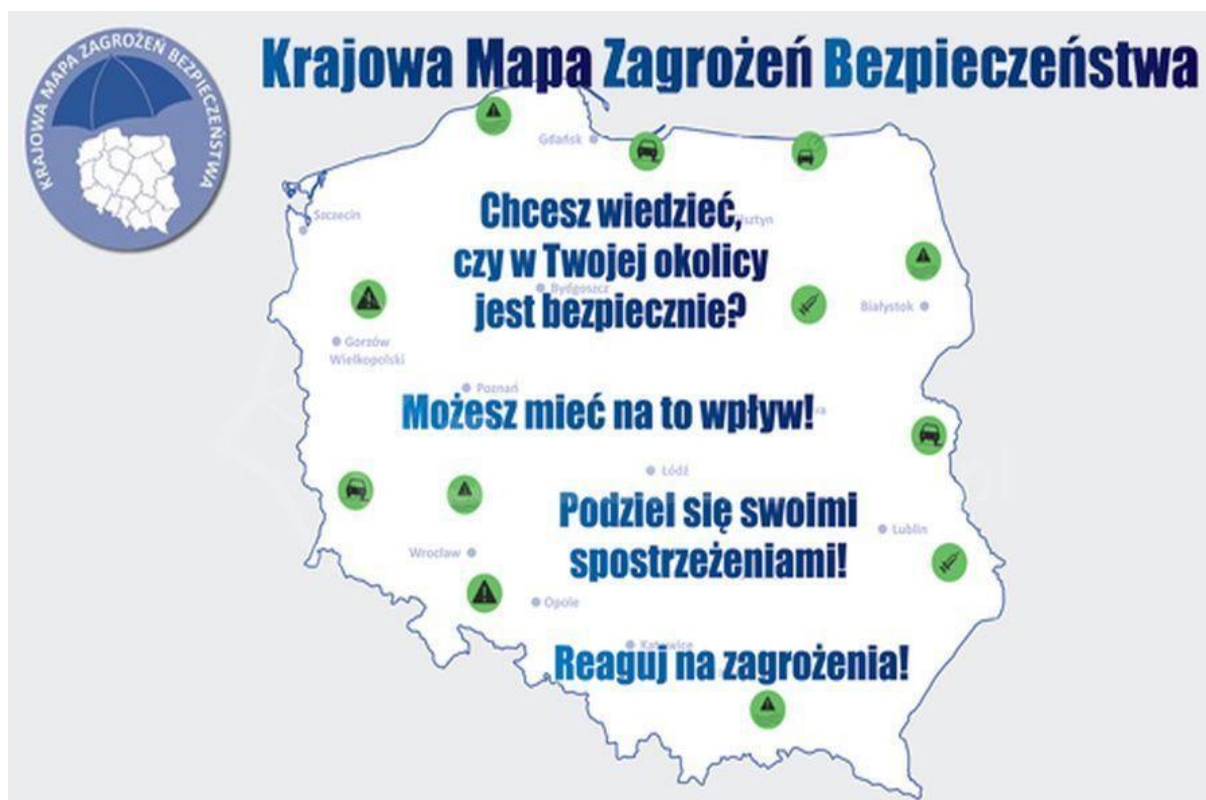 KRAJOWA MAPA ZAGROŻEŃ BEZPIECZEŃSTWA
Krajowa Mapa Zagrożeń Bezpieczeństwa
Gdańsk
Szczecin
Chcesz wiedzieć,
czy w Twojej okolicy
jest bezpiecznie?
Bydgoszcz
Białystok
Gorzów
Wielkopolski
Poznań
Możesz mieć na to wpływ!
Łódź
Podziel się swoimi
spostrzeżeniami!
Lublin
Wrocław
Opole
Katowice
Reaguj na zagrożenia!